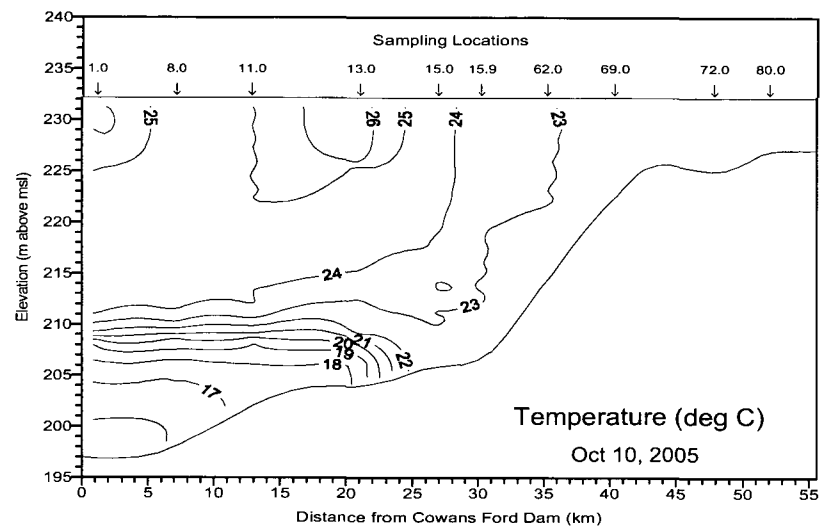 240
Sampling Locations
235
1.0 8.0 11.0 13.0 15.0 15.9 62.0 69.0 72.0 80.0
230
25 26 25 24 23
225
220
215
24
23
210
20 21 22
19
18
205
17
200
195
Elevation (m above msl)
Temperature (deg C)
Oct 10, 2005
0 5 10 15 20 25 30 35 40 45 50 55
Distance from Cowans Ford Dam (km)